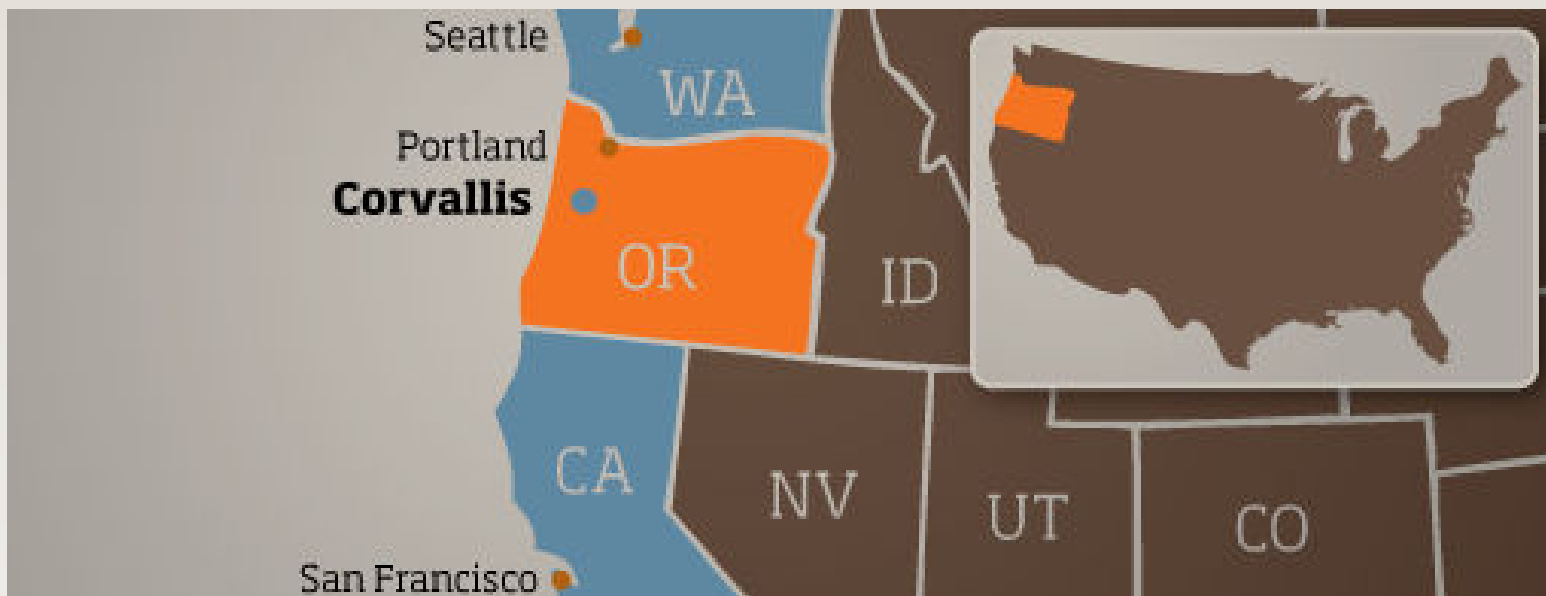 Seattle
WA
Portland
Corvallis
OR
ID
CA
NV
UT
CO
San Francisco